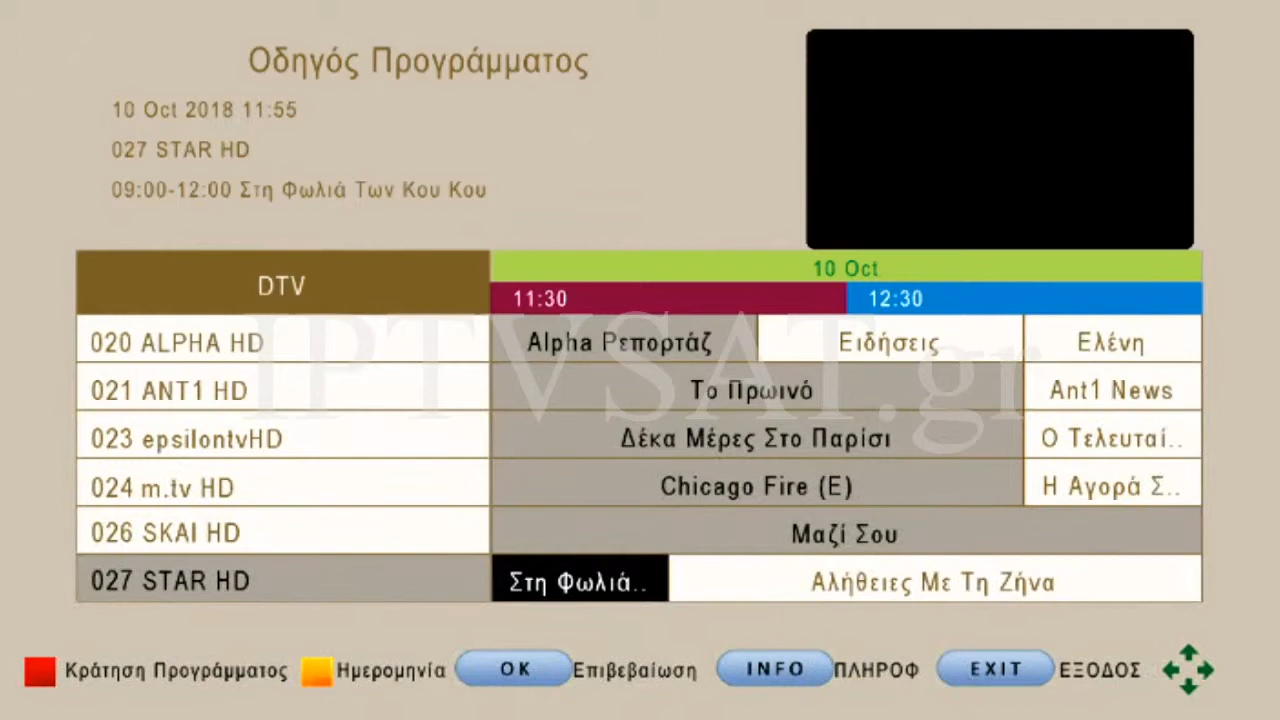 Οδηγός Προγράμματος
10 Oct 2018 11:55
027 STAR HD
09:00-12:00 Στη Φωλιά Των Κου Κου
DTV
10 Oct
11:30 12:30
020 ALPHA HD Alpha Ρεπορτάζ Ειδήσεις Ελένη
021 ANT1 HD Το Πρωινό Ant1 News
023 epsilontvHD Δέκα Μέρες Στο Παρίσι Ο Τελευταί..
024 m.tv HD Chicago Fire (E) Η Αγορά Σ..
026 SKAI HD Μαζί Σου
027 STAR HD Στη Φωλιά.. Αλήθειες Με Τη Ζήνα
IPTVSAT.gr
Κράτηση Προγράμματος Ημερομηνία OK Επιβεβαίωση INFO ΠΛΗΡΟΦ EXIT ΕΞΟΔΟΣ